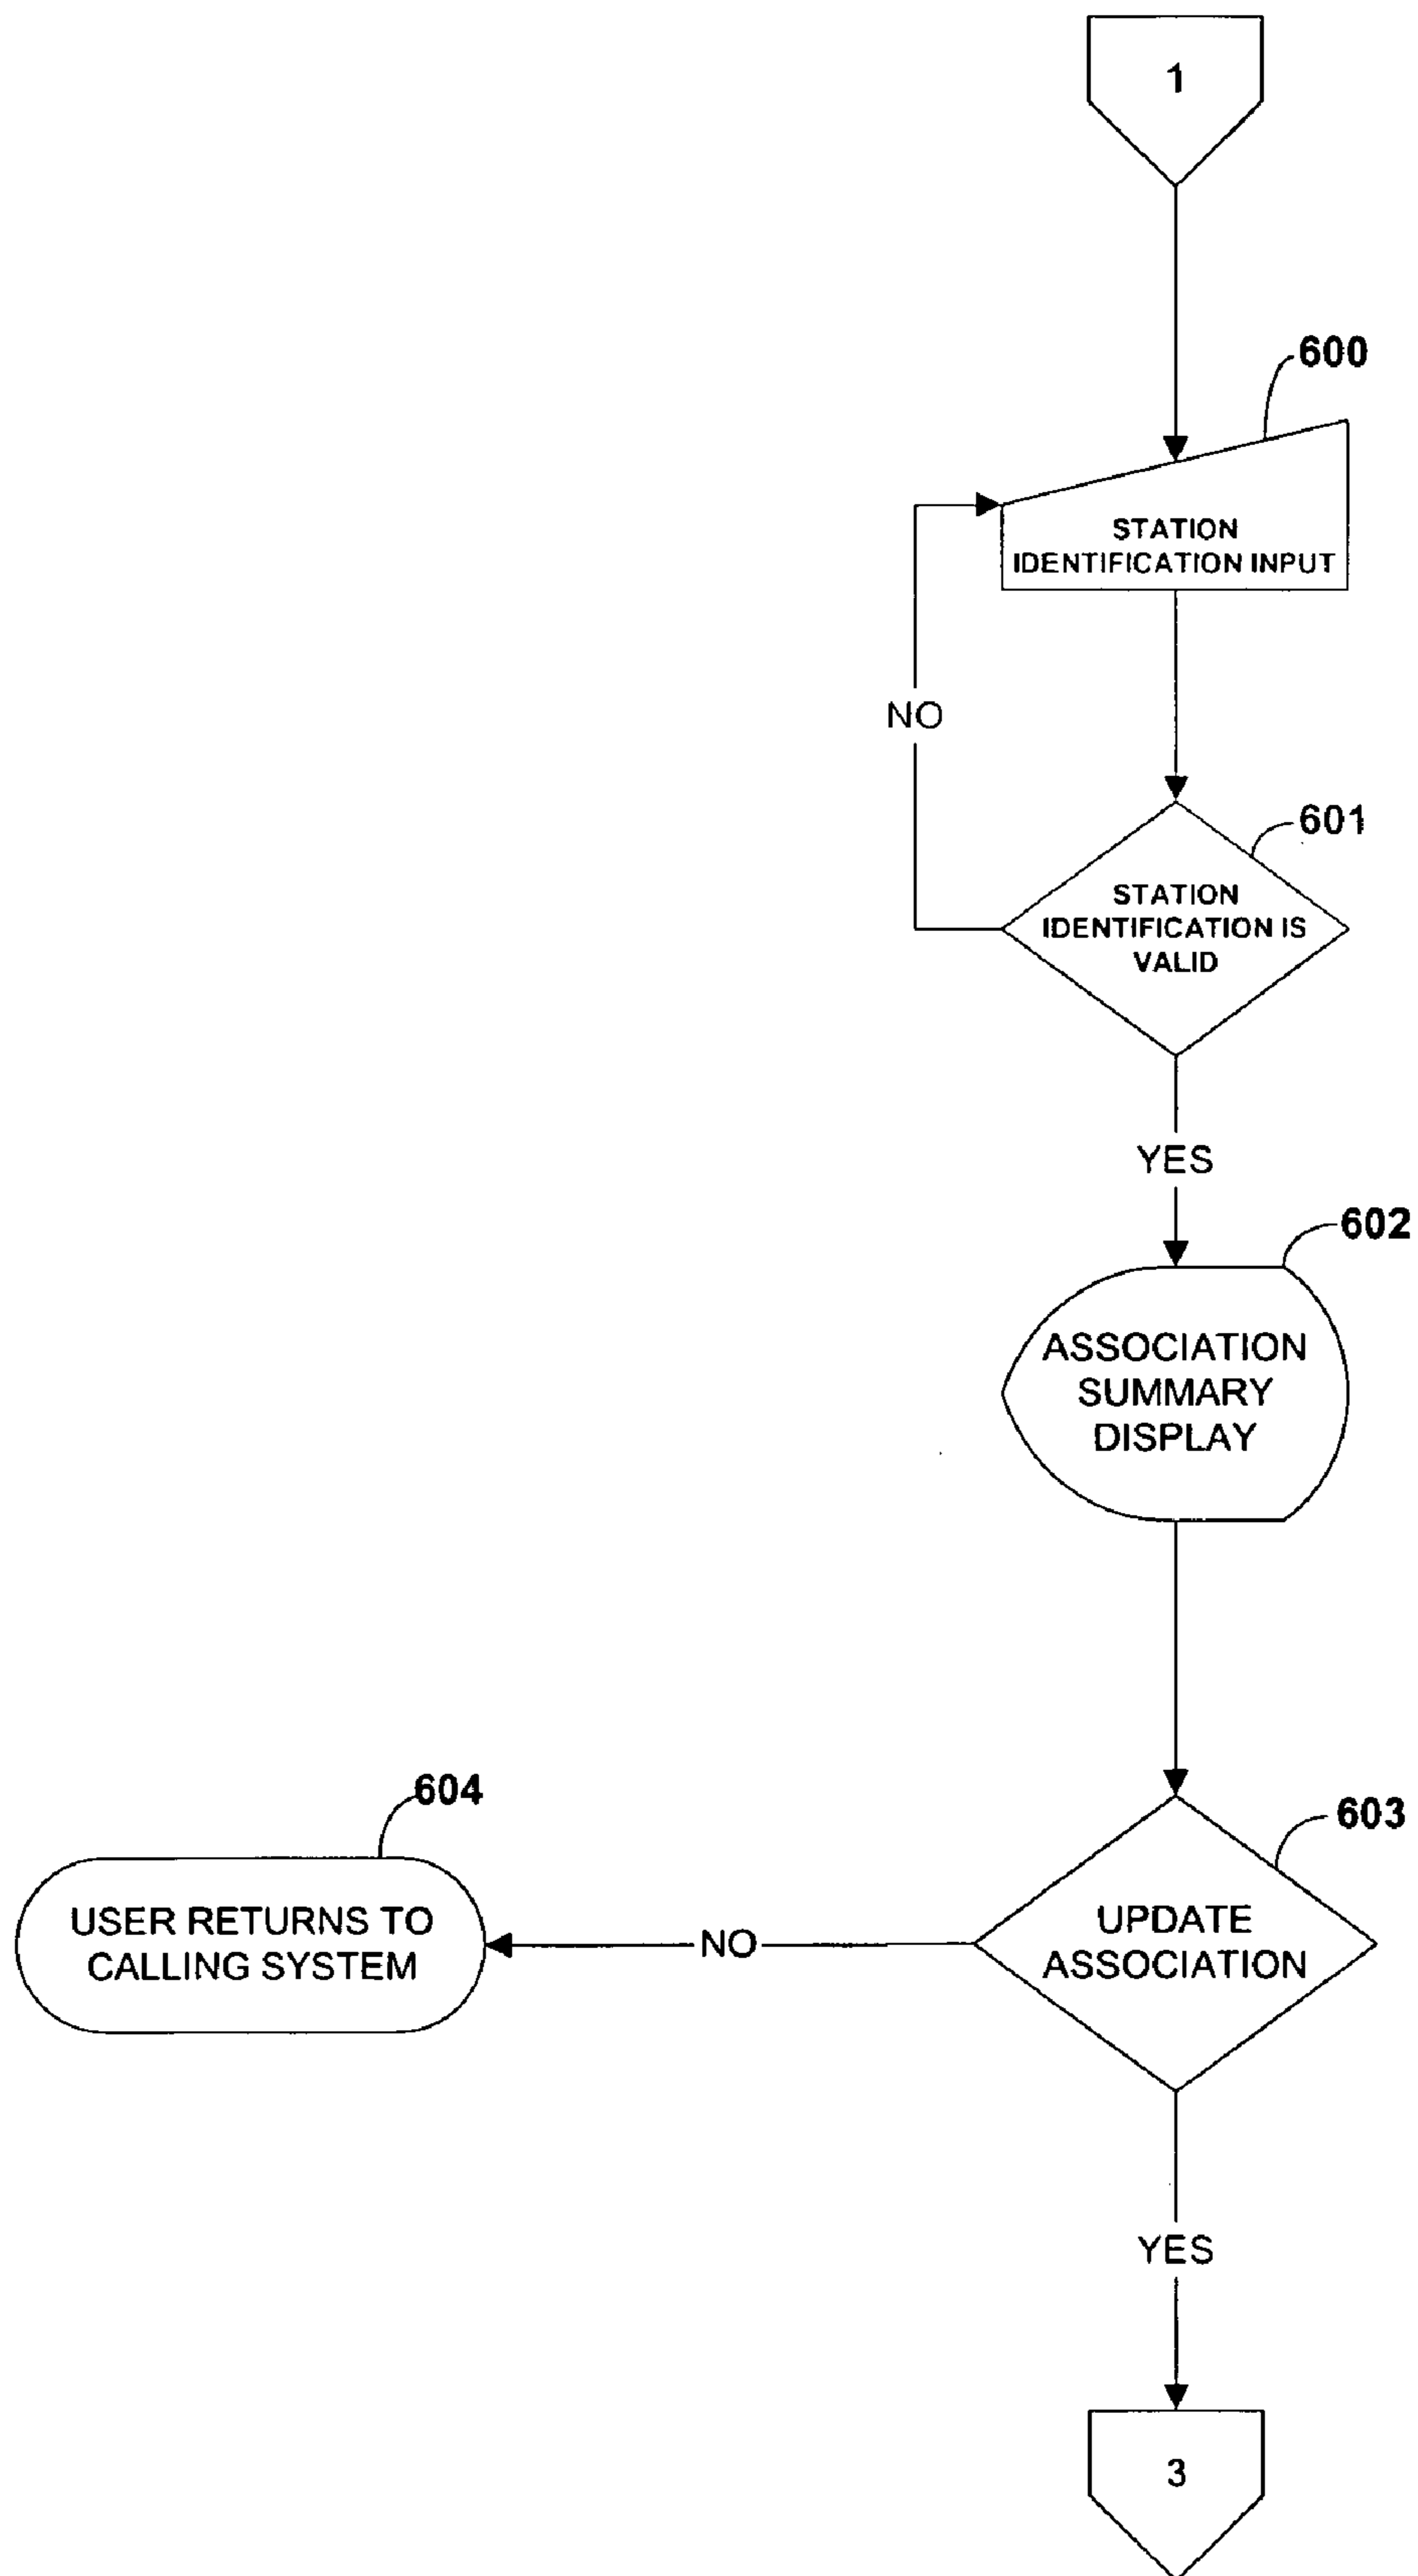 1
600
STATION
IDENTIFICATION INPUT
NO
601
STATION
IDENTIFICATION IS
VALID
YES
602
ASSOCIATION
SUMMARY
DISPLAY
604
603
USER RETURNS TO
CALLING SYSTEM
NO
UPDATE
ASSOCIATION
YES
3